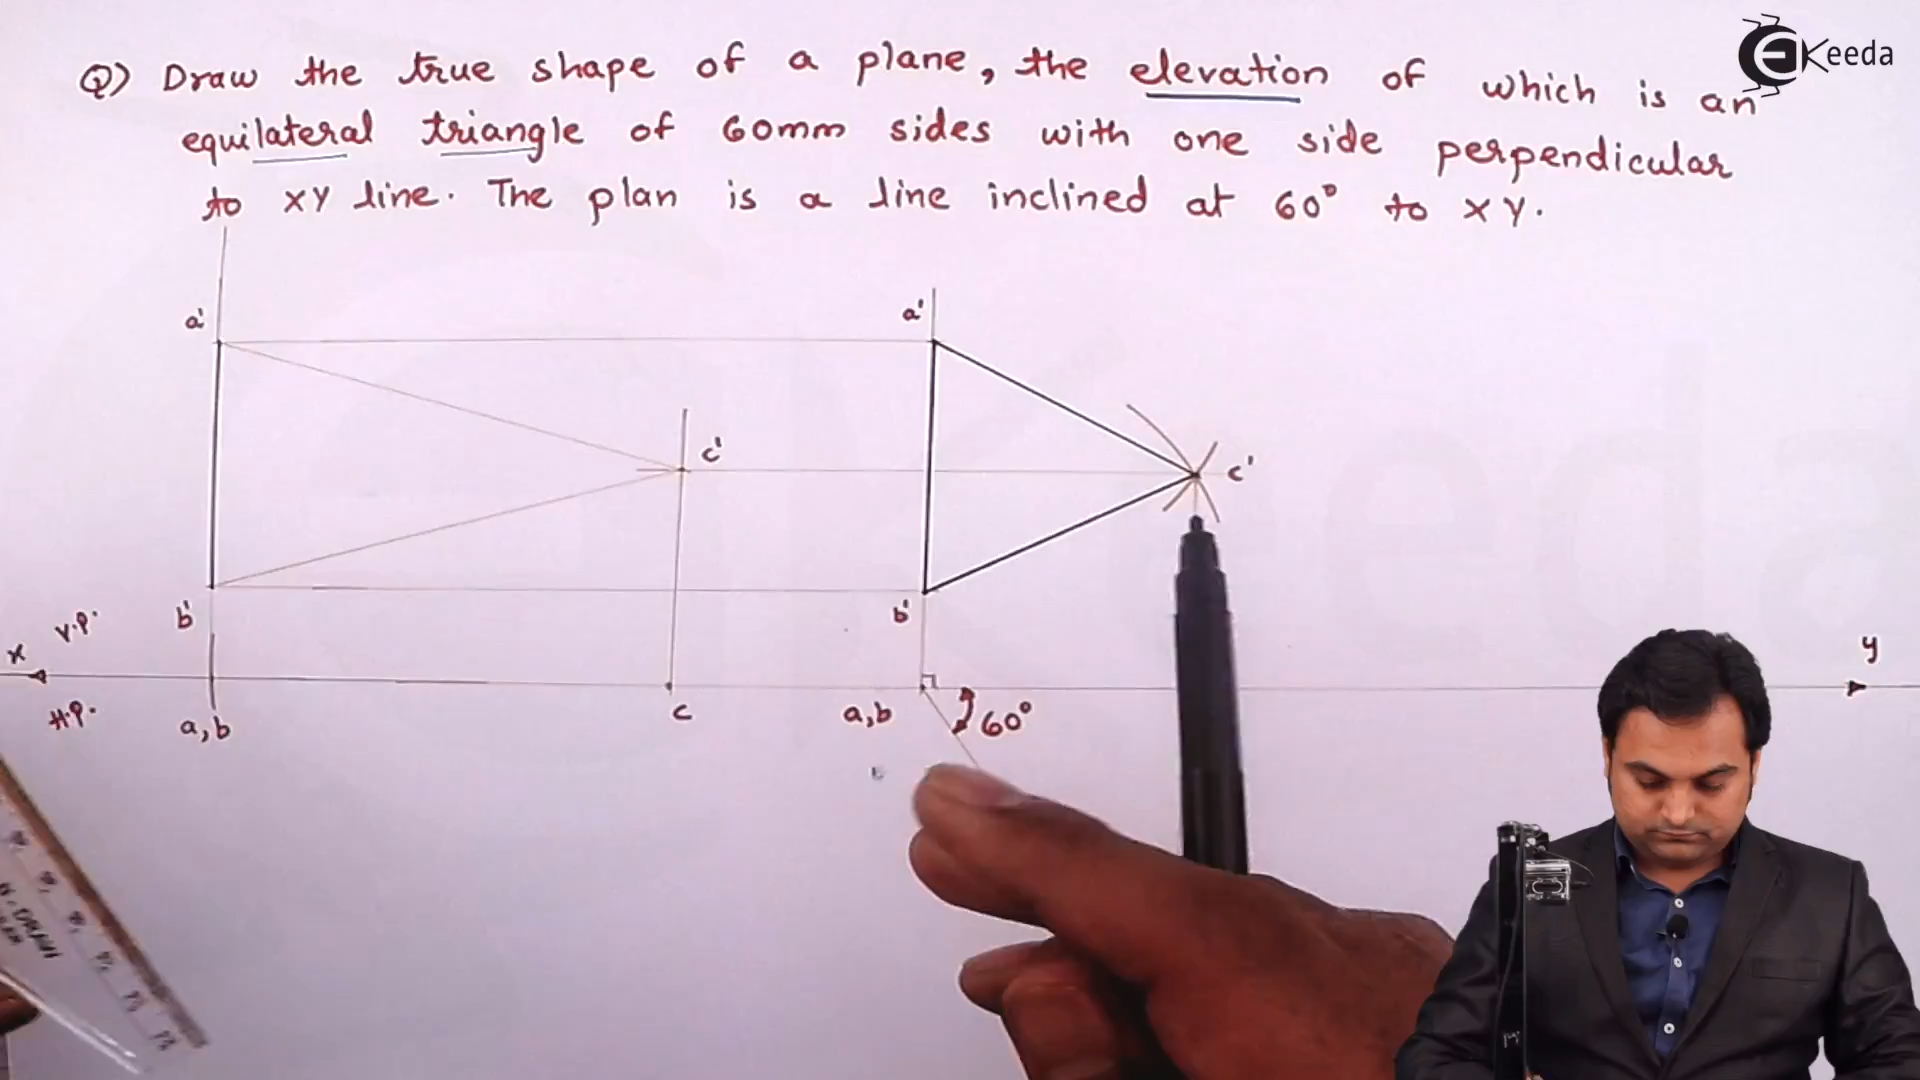 Keeda
Q) Draw the true shape of a plane, the elevation of which is an
equilateral triangle of 60mm sides with one side perpendicular
to XY line. The plan is a line inclined at 60° to XY.
a' a'
c' c'
b' b'
V.P.
x y
H.P.
a,b c a,b 60°